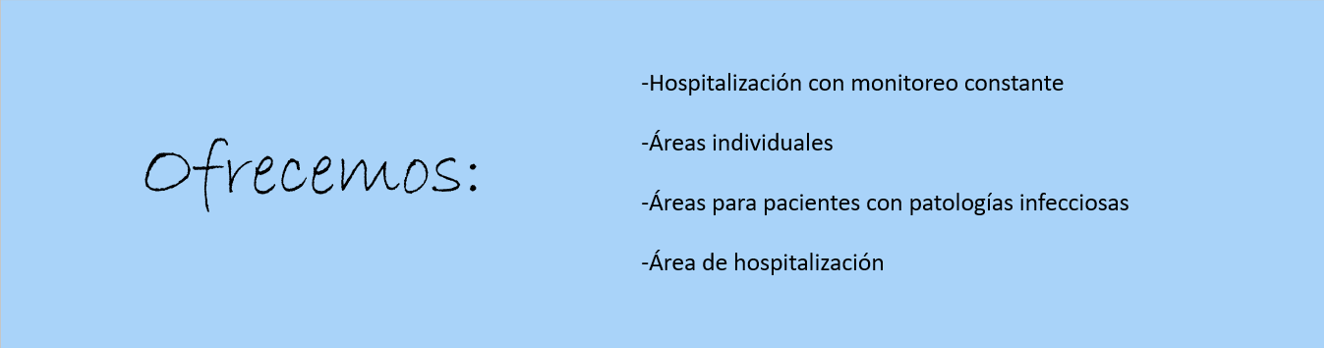 Ofrecemos:
-Hospitalización con monitoreo constante
-Áreas individuales
-Áreas para pacientes con patologías infecciosas
-Área de hospitalización